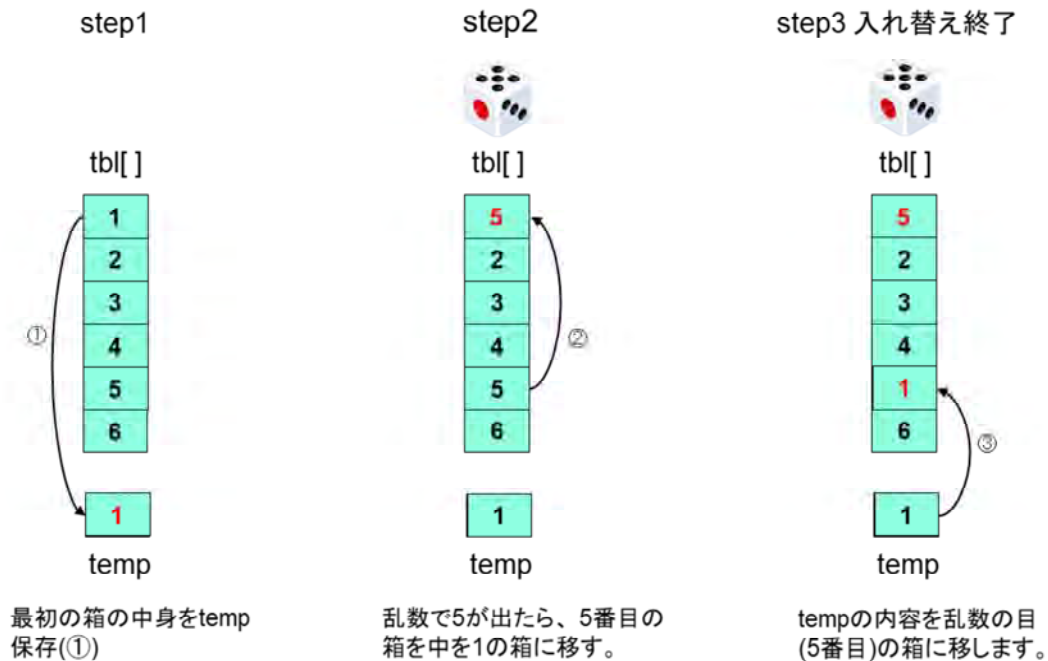 step1
tbl[ ]
1
2
3
4
5
6
①
1
temp
最初の箱の中身をtemp
保存(①)
step2
tbl[ ]
5
2
3
4
5
6
②
1
temp
乱数で5が出たら、5番目の
箱を中を1の箱に移す。
step3 入れ替え終了
tbl[ ]
5
2
3
4
1
6
③
1
temp
tempの内容を乱数の目
(5番目)の箱に移します。